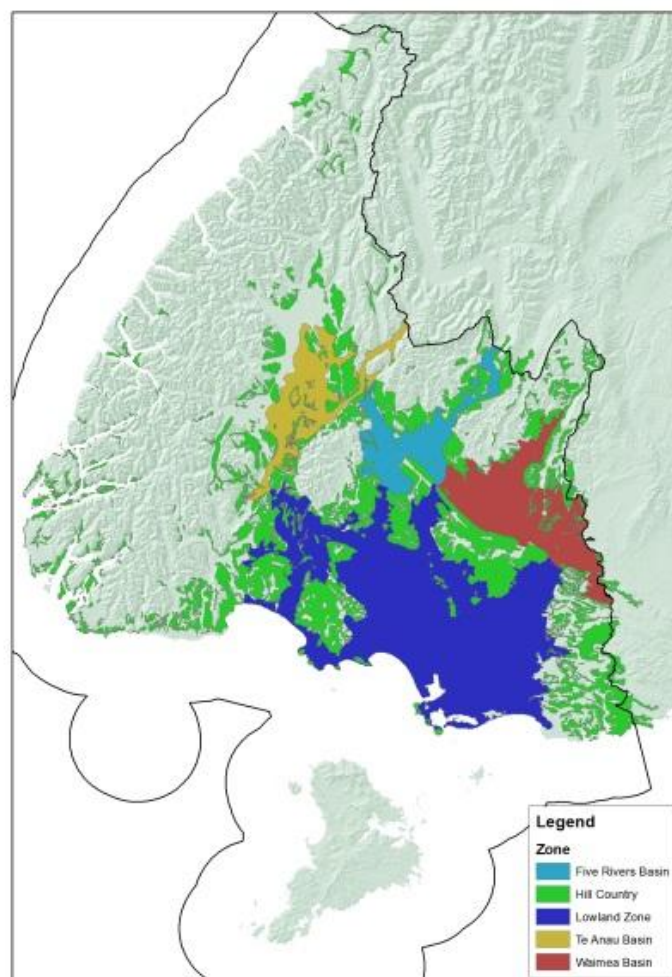 Legend
Zone
Five Rivers Basin
Hill Country
Lowland Zone
Te Anau Basin
Waimea Basin